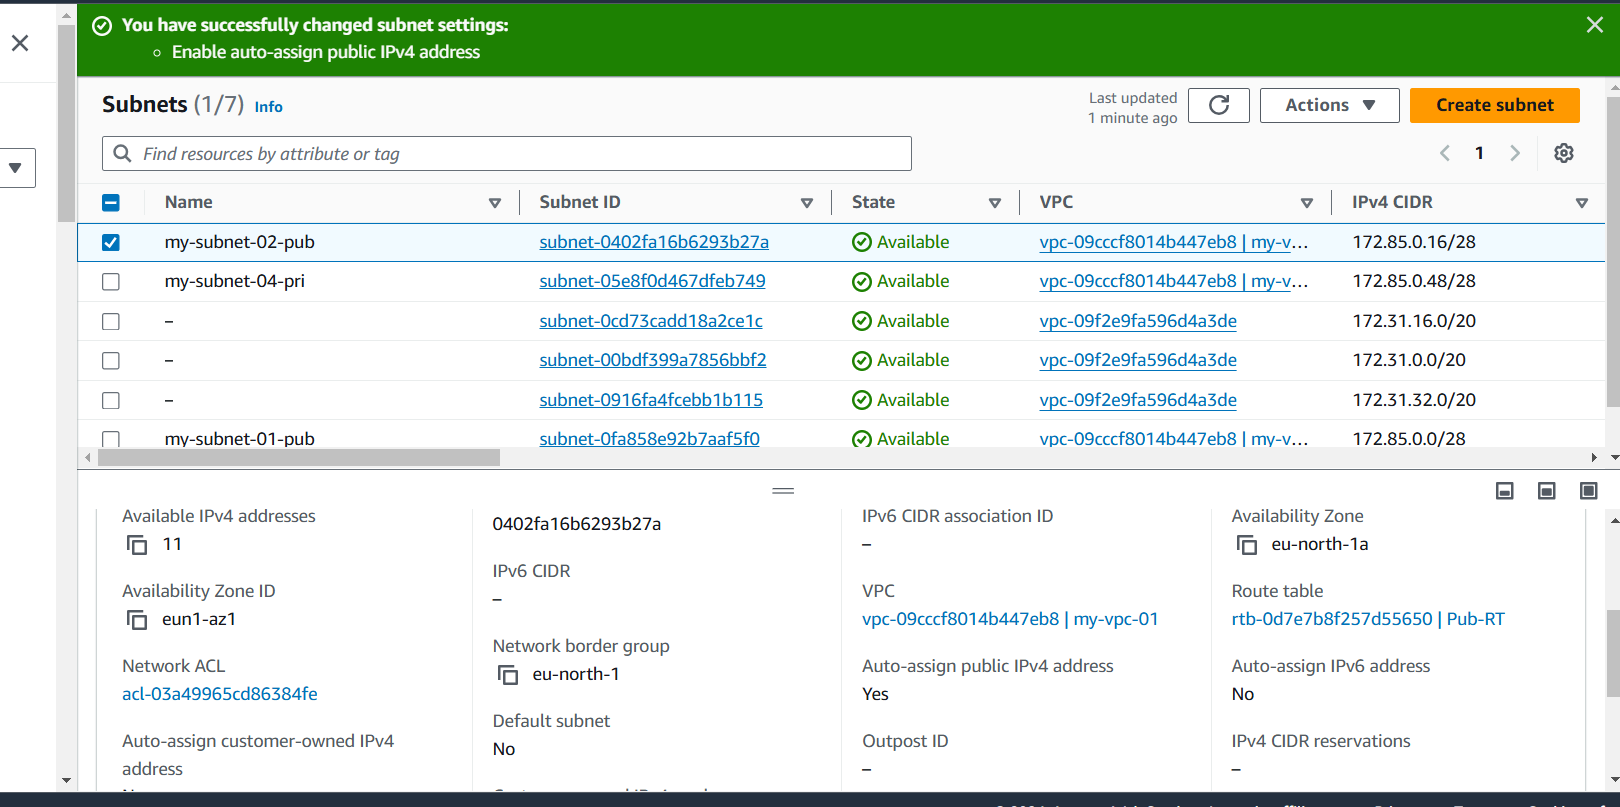 You have successfully changed subnet settings:
Enable auto-assign public IPv4 address
Subnets (1/7) Info
Last updated
1 minute ago
Actions
Create subnet
Find resources by attribute or tag
1
Name Subnet ID State VPC IPv4 CIDR
my-subnet-02-pub subnet-0402fa16b6293b27a Available vpc-09cccf8014b447eb8 | my-v... 172.85.0.16/28
my-subnet-04-pri subnet-05e8f0d467dfeb749 Available vpc-09cccf8014b447eb8 | my-v... 172.85.0.48/28
– subnet-0cd73cadd18a2ce1c Available vpc-09f2e9fa596d4a3de 172.31.16.0/20
– subnet-00bdf399a7856bbf2 Available vpc-09f2e9fa596d4a3de 172.31.0.0/20
– subnet-0916fa4fcebb1b115 Available vpc-09f2e9fa596d4a3de 172.31.32.0/20
my-subnet-01-pub subnet-0fa858e92b7aaf5f0 Available vpc-09cccf8014b447eb8 | my-v... 172.85.0.0/28
Available IPv4 addresses
11
Availability Zone ID
eun1-az1
Network ACL
acl-03a49965cd86384fe
Auto-assign customer-owned IPv4
address
0402fa16b6293b27a
IPv6 CIDR
–
Network border group
eu-north-1
Default subnet
No
IPv6 CIDR association ID
–
VPC
vpc-09cccf8014b447eb8 | my-vpc-01
Auto-assign public IPv4 address
Yes
Outpost ID
–
Availability Zone
eu-north-1a
Route table
rtb-0d7e7b8f257d55650 | Pub-RT
Auto-assign IPv6 address
No
IPv4 CIDR reservations
–